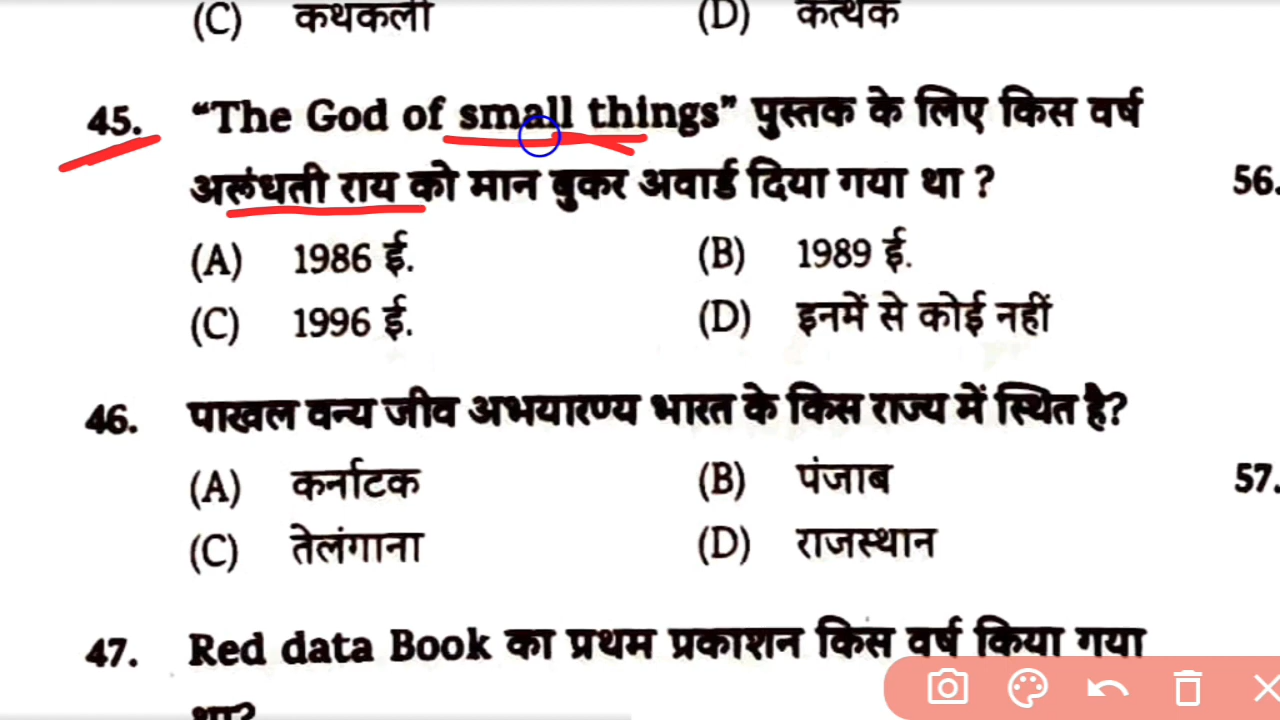 (C) कथकली (D) कत्थक
45. “The God of small things” पुस्तक के लिए किस वर्ष
अलंधती राय को मान बुकर अवार्ड दिया गया था ?
56.
(A) 1986 ई. (B) 1989 ई.
(C) 1996 ई. (D) इनमें से कोई नहीं
46. पाखल वन्य जीव अभयारण्य भारत के किस राज्य में स्थित है?
(A) कर्नाटक (B) पंजाब
57.
(C) तेलंगाना (D) राजस्थान
47. Red data Book का प्रथम प्रकाशन किस वर्ष किया गया
था?